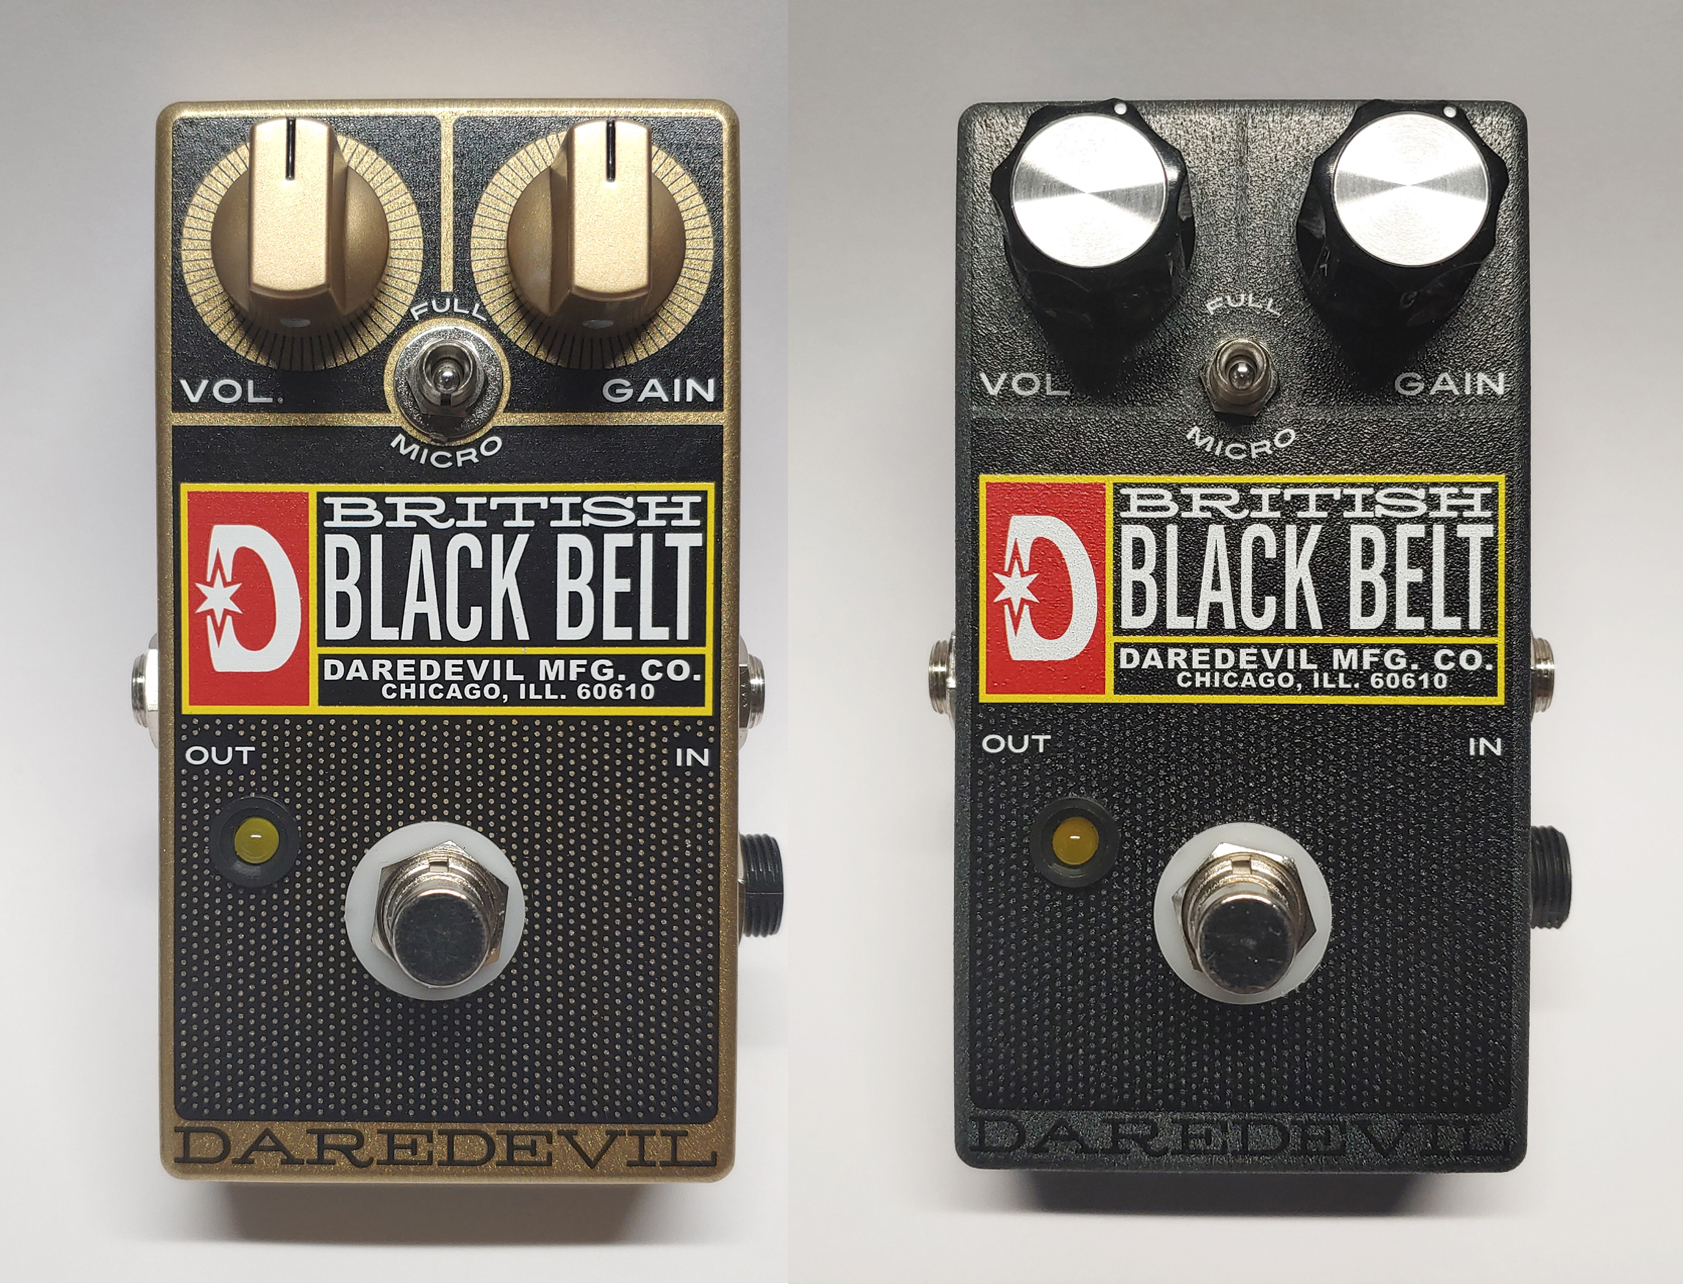 FULL
VOL. GAIN
MICRO
D
BRITISH
BLACK BELT
DAREDEVIL MFG. CO.
CHICAGO, ILL. 60610
OUT IN
DAREDEVIL
FULL
VOL. GAIN
MICRO
D
BRITISH
BLACK BELT
DAREDEVIL MFG. CO.
CHICAGO, ILL. 60610
OUT IN
DAREDEVIL